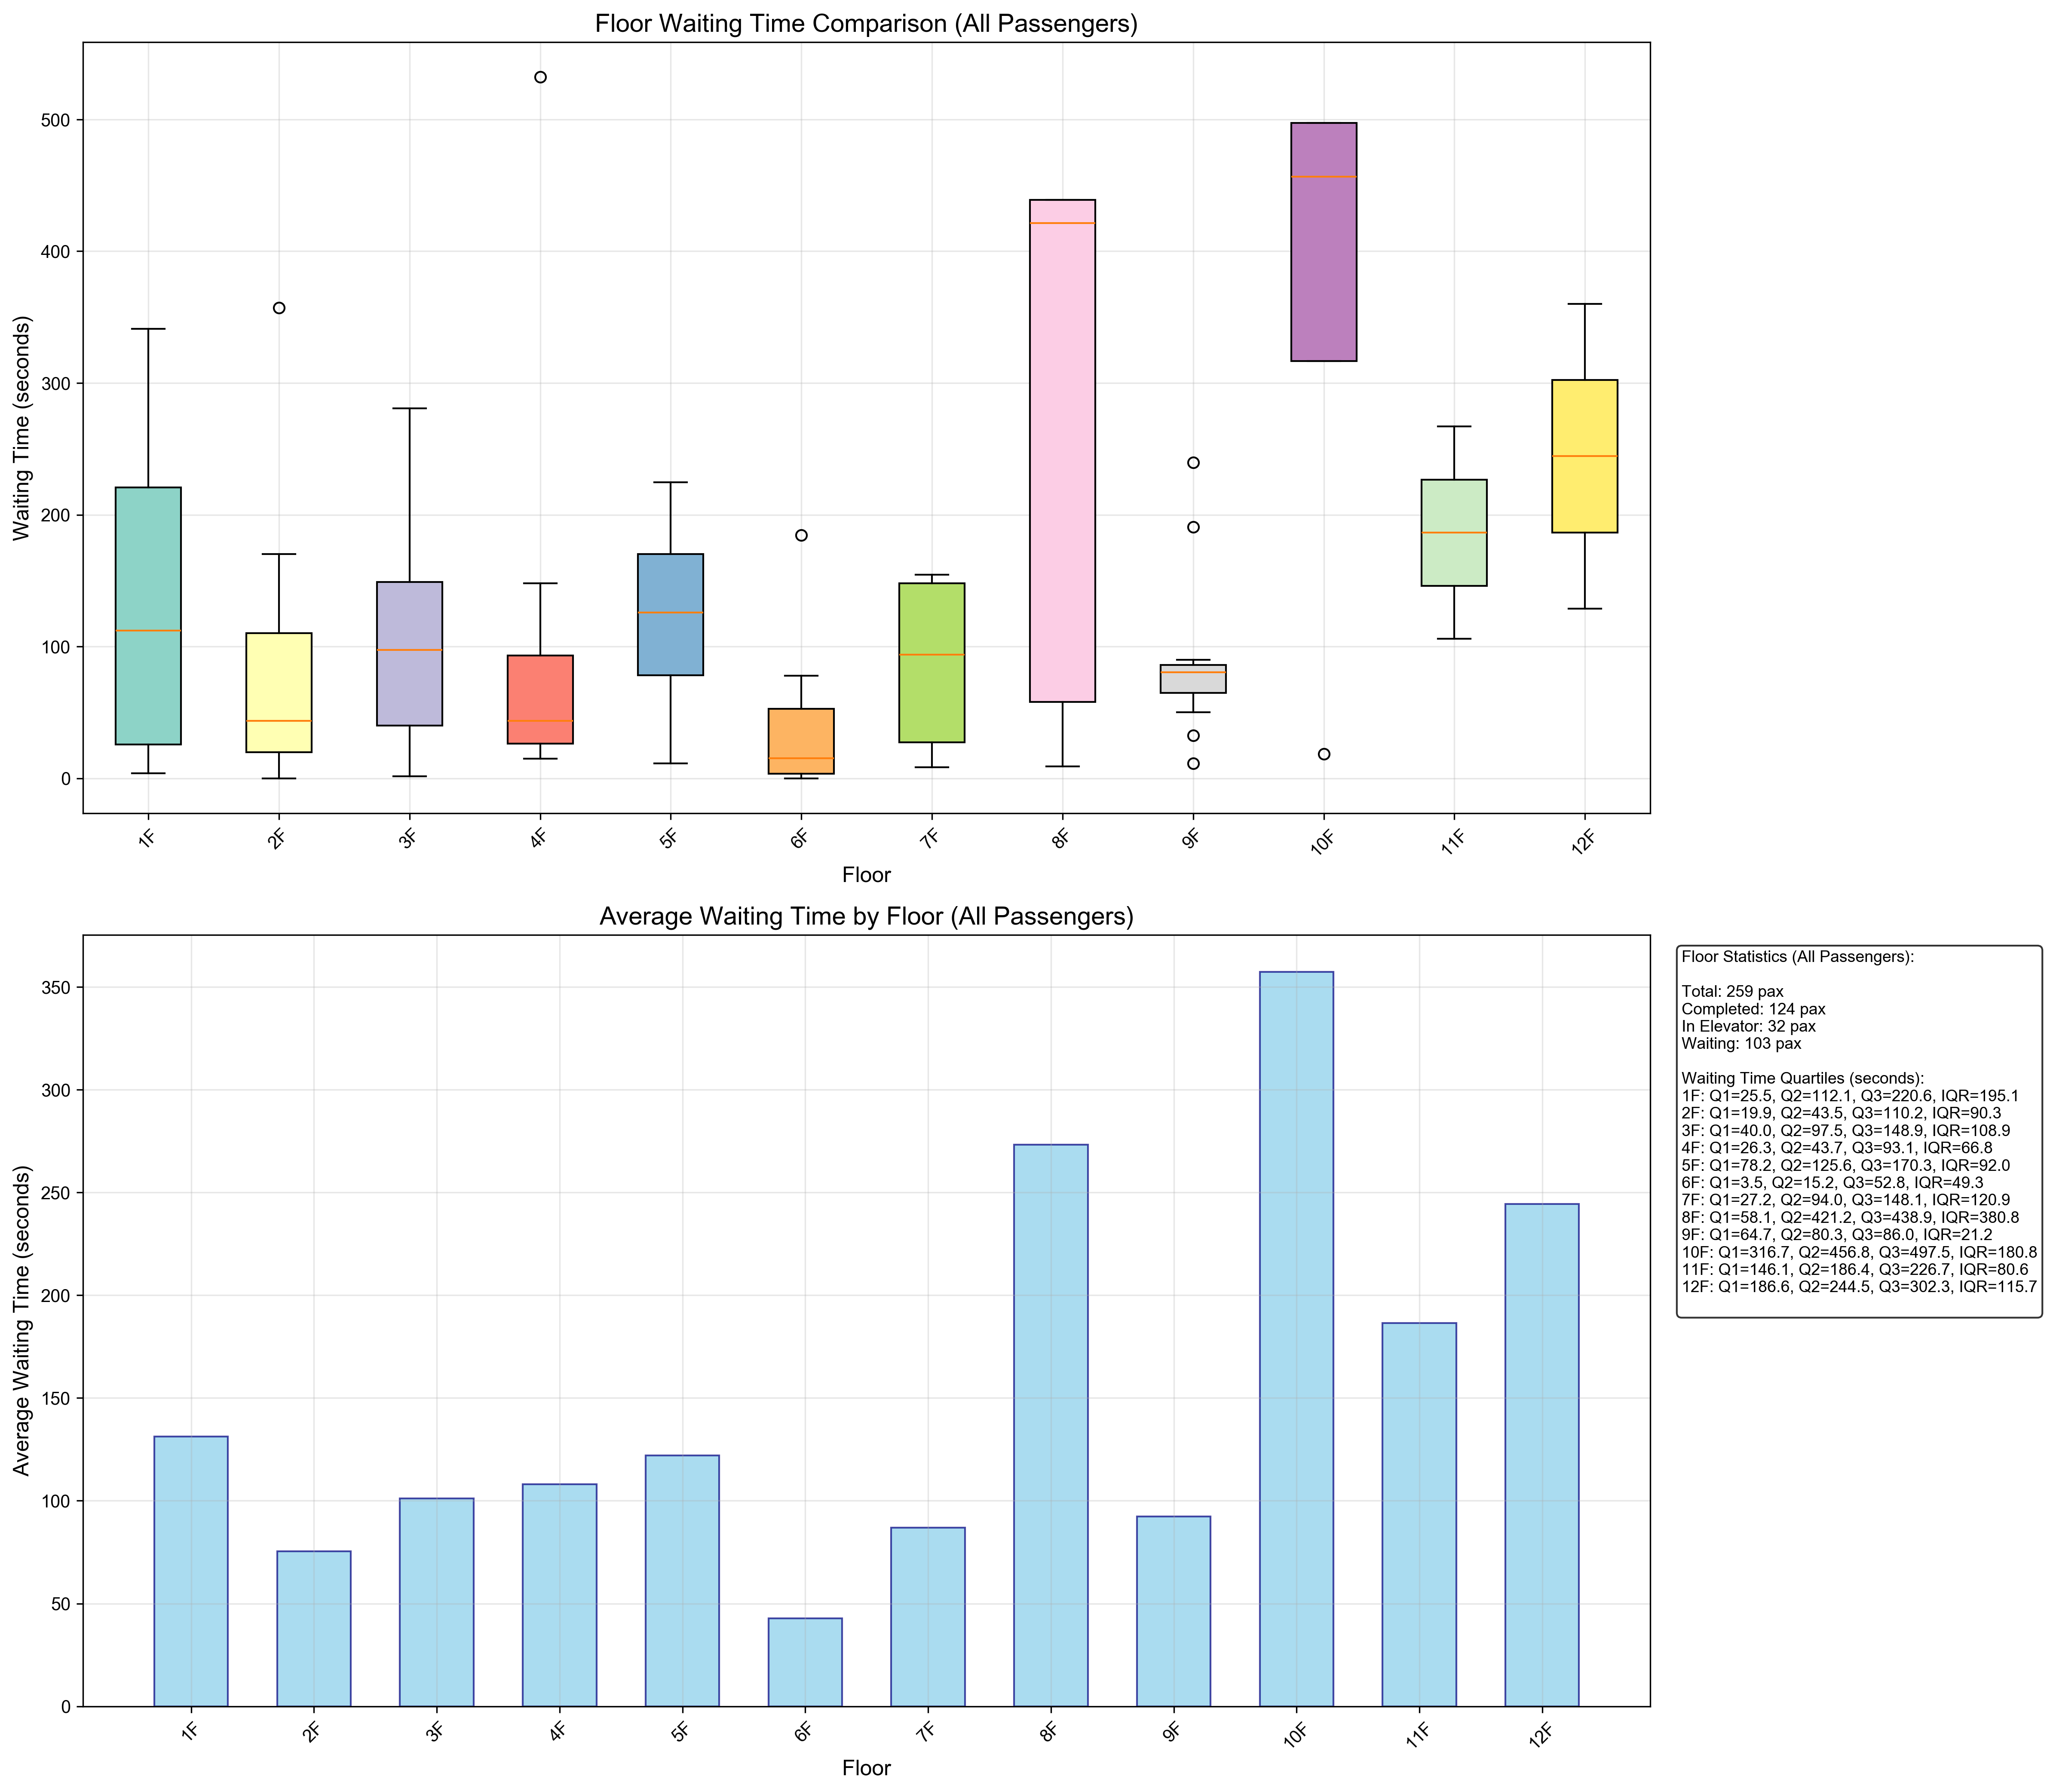 Floor Waiting Time Comparison (All Passengers)
Waiting Time (seconds)
500
400
300
200
100
0
1F
2F
3F
4F
5F
6F
7F
8F
9F
10F
11F
12F
Floor
Average Waiting Time by Floor (All Passengers)
Average Waiting Time (seconds)
350
300
250
200
150
100
50
0
1F
2F
3F
4F
5F
6F
7F
8F
9F
10F
11F
12F
Floor
Floor Statistics (All Passengers):
Total: 259 pax
Completed: 124 pax
In Elevator: 32 pax
Waiting: 103 pax
Waiting Time Quartiles (seconds):
1F: Q1=25.5, Q2=112.1, Q3=220.6, IQR=195.1
2F: Q1=19.9, Q2=43.5, Q3=110.2, IQR=90.3
3F: Q1=40.0, Q2=97.5, Q3=148.9, IQR=108.9
4F: Q1=26.3, Q2=43.7, Q3=93.1, IQR=66.8
5F: Q1=78.2, Q2=125.6, Q3=170.3, IQR=92.0
6F: Q1=3.5, Q2=15.2, Q3=52.8, IQR=49.3
7F: Q1=27.2, Q2=94.0, Q3=148.1, IQR=120.9
8F: Q1=58.1, Q2=421.2, Q3=438.9, IQR=380.8
9F: Q1=64.7, Q2=80.3, Q3=86.0, IQR=21.2
10F: Q1=316.7, Q2=456.8, Q3=497.5, IQR=180.8
11F: Q1=146.1, Q2=186.4, Q3=226.7, IQR=80.6
12F: Q1=186.6, Q2=244.5, Q3=302.3, IQR=115.7